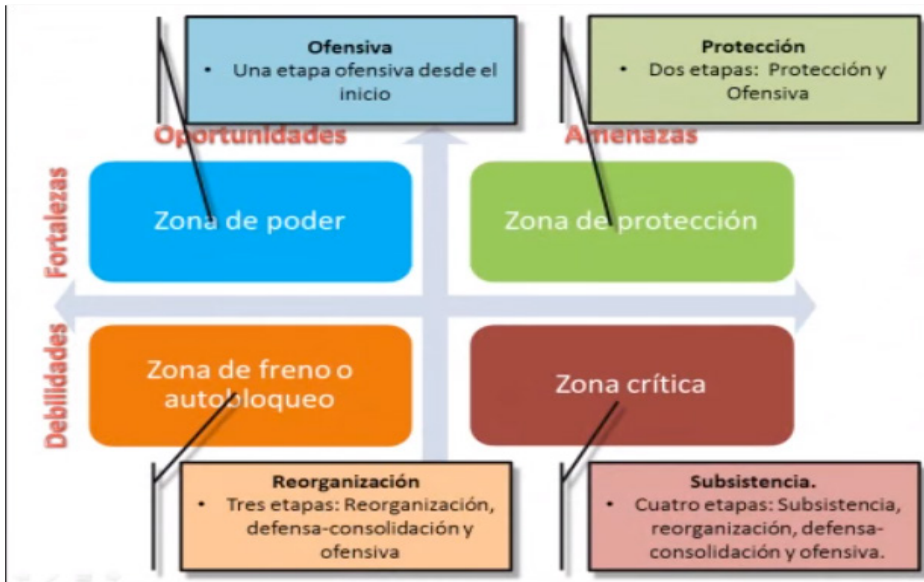 Ofensiva
• Una etapa ofensiva desde el
inicio
Protección
• Dos etapas: Protección y
Ofensiva
Oportunidades
Amenazas
Fortalezas
Zona de poder
Zona de protección
Debilidades
Zona de freno o
autobloqueo
Zona crítica
Reorganización
• Tres etapas: Reorganización,
defensa-consolidación y
ofensiva
Subsistencia.
• Cuatro etapas: Subsistencia,
reorganización, defensa-
consolidación y ofensiva.